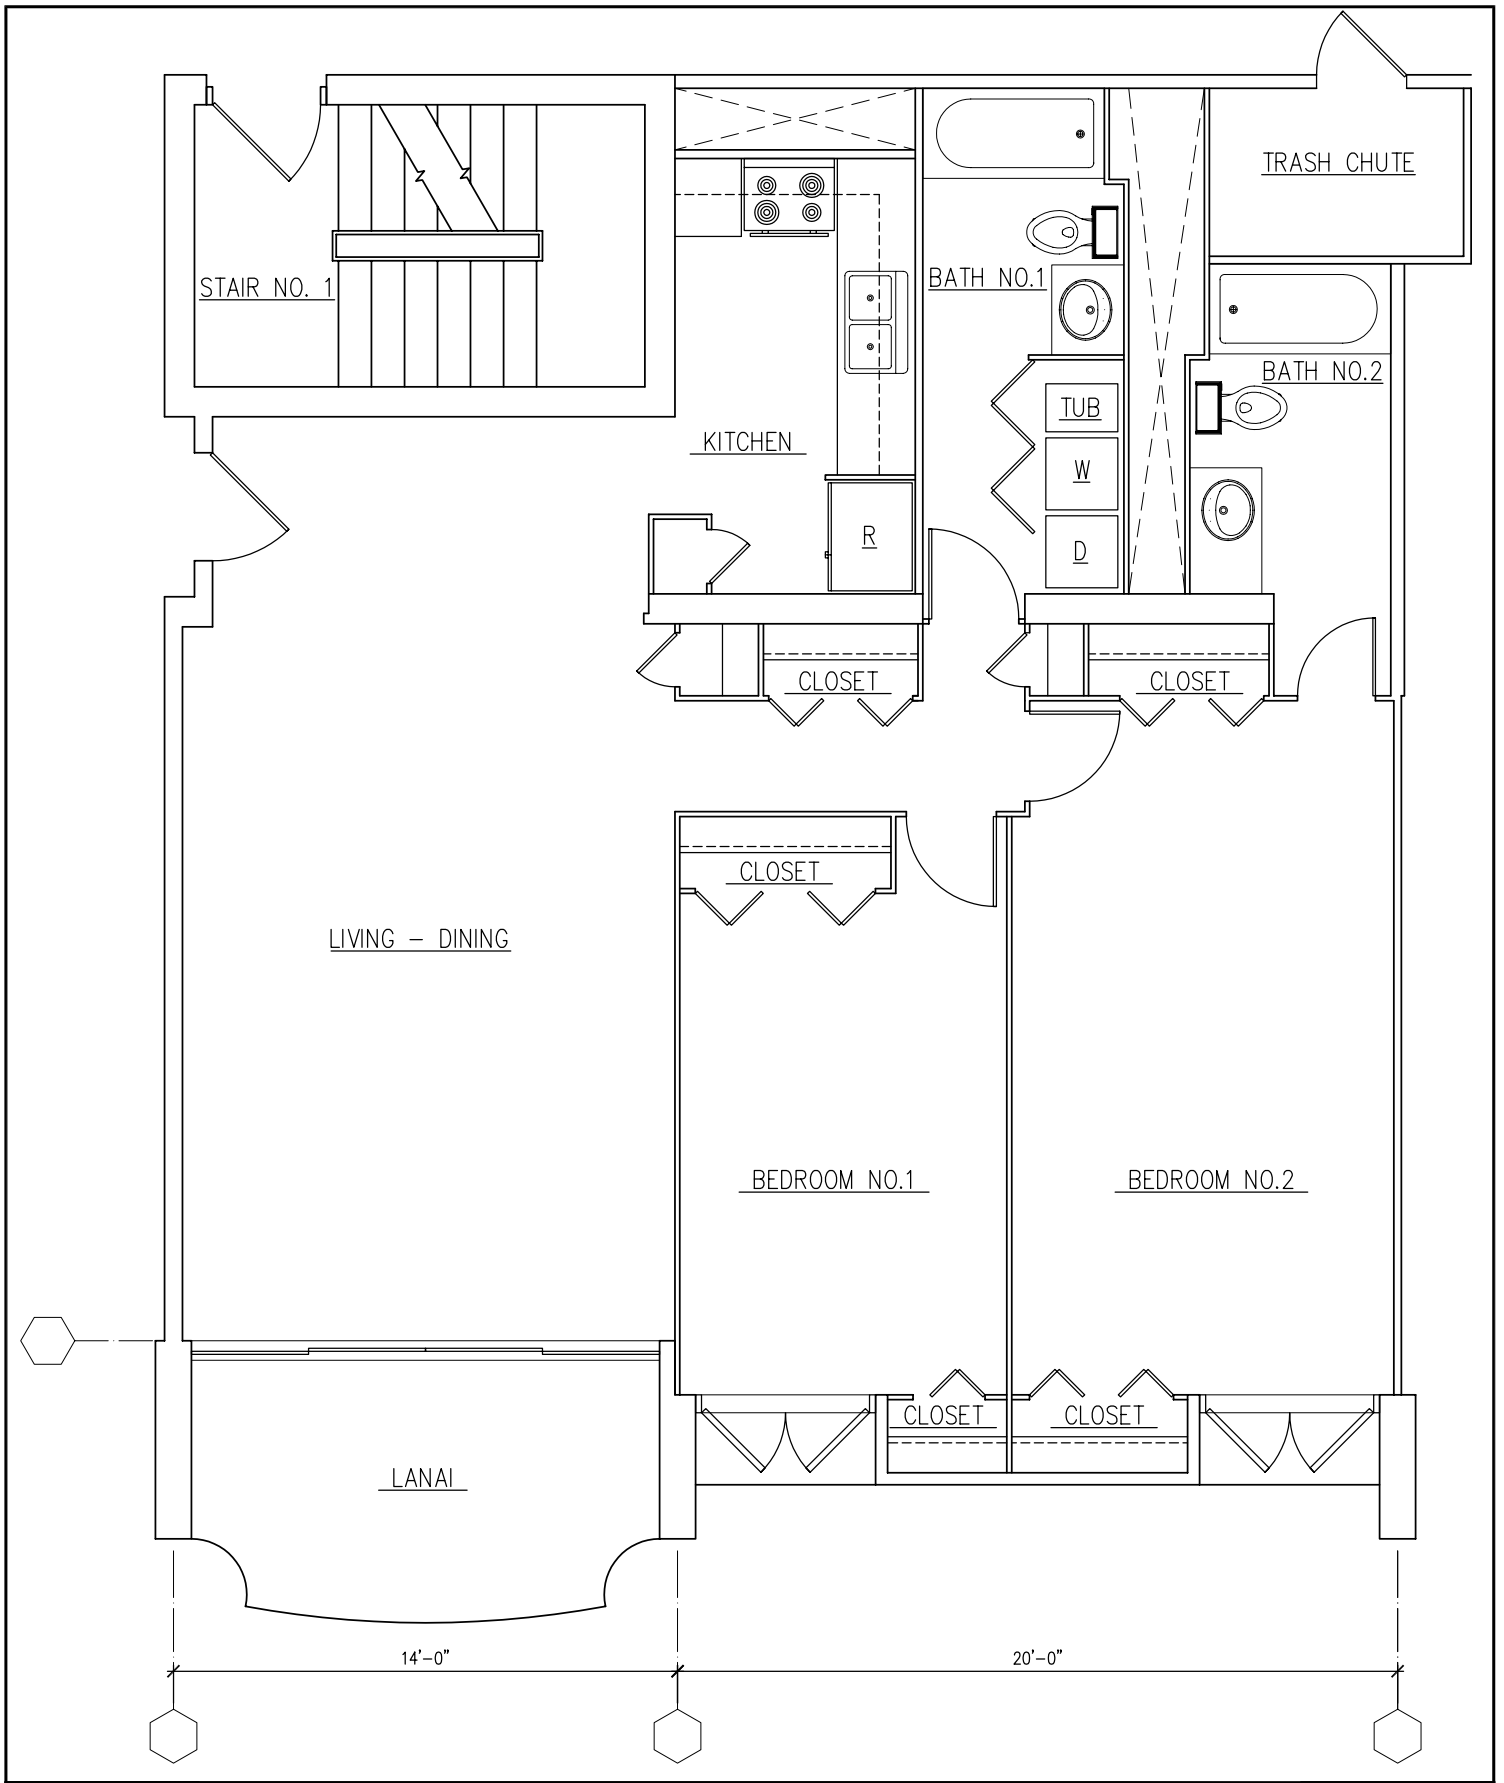 TRASH CHUTE
STAIR NO. 1
BATH NO.1
BATH NO.2
TUB
KITCHEN
W
R
D
CLOSET
CLOSET
CLOSET
LIVING - DINING
BEDROOM NO.1
BEDROOM NO.2
CLOSET
CLOSET
LANAI
14'-0"
20'-0"